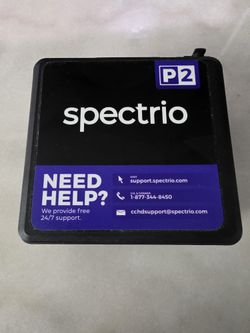 P2
spectrio
NEED
HELP?
We provide free
24/7 support.
VISIT
support.spectrio.com
1-877-344-8450
cchdsupport@spectrio.com